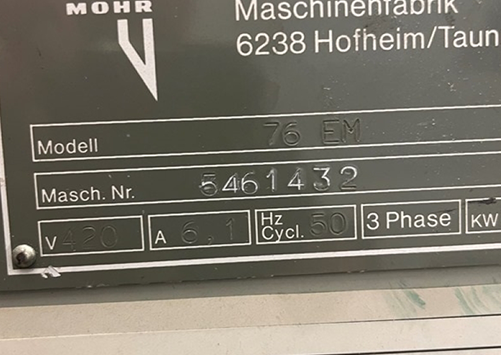 MOHR
Maschinenfabrik
6238 Hofheim/Taun
Modell 76 EM
Masch. Nr. 5461432
V 420 A 6,1 Hz Cycl. 50 3 Phase KW